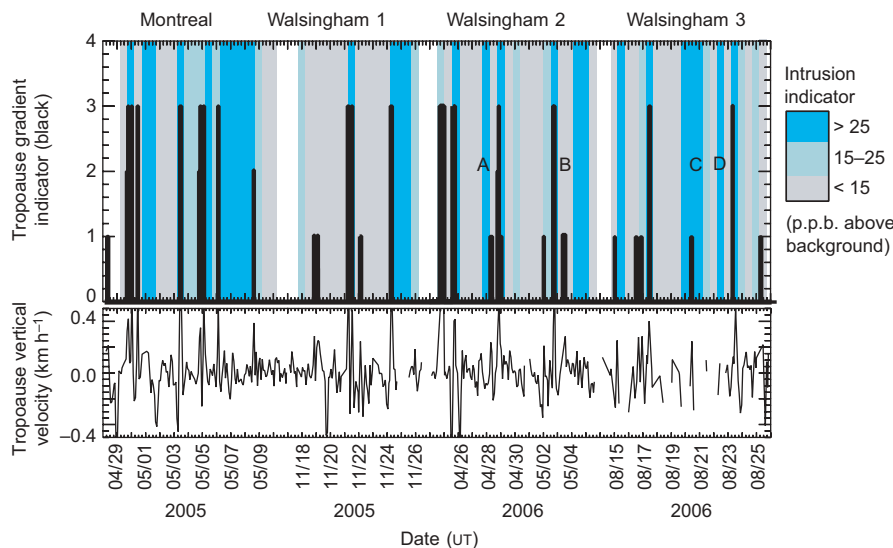 Montreal Walsingham 1 Walsingham 2 Walsingham 3
Tropoause gradient
indicator (black)
4
3
2
1
0
A B C D
Intrusion
indicator
> 25
15–25
< 15
(p.p.b. above
background)
Tropoause vertical
velocity (km h⁻¹)
0.4
0.0
–0.4
04/29 05/01 05/03 05/05 05/07 05/09 11/18 11/20 11/22 11/24 11/26 04/26 04/28 04/30 05/02 05/04 08/15 08/17 08/19 08/21 08/23 08/25
2005 2005 2006 2006
Date (UT)